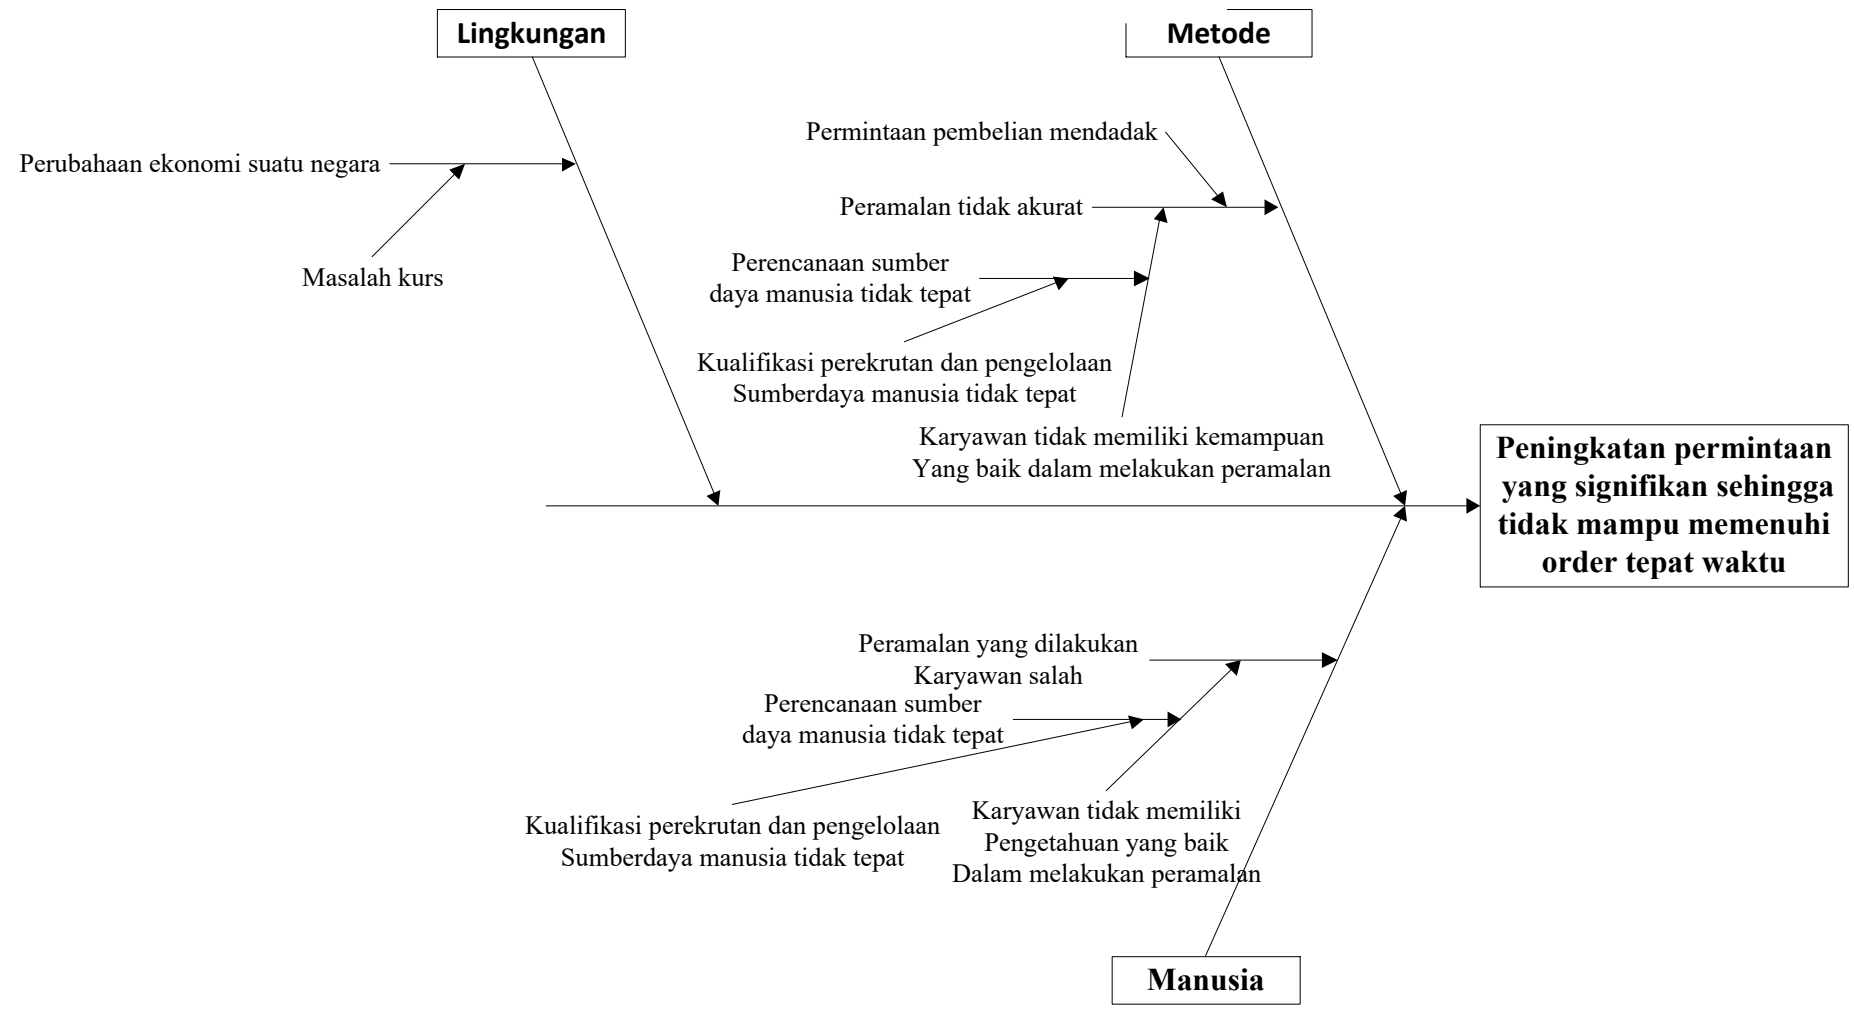 Lingkungan
Metode
Permintaan pembelian mendadak
Perubahaan ekonomi suatu negara
Peramalan tidak akurat
Masalah kurs
Perencanaan sumber
daya manusia tidak tepat
Kualifikasi perekrutan dan pengelolaan
Sumberdaya manusia tidak tepat
Karyawan tidak memiliki kemampuan
Yang baik dalam melakukan peramalan
Peningkatan permintaan
yang signifikan sehingga
tidak mampu memenuhi
order tepat waktu
Peramalan yang dilakukan
Karyawan salah
Perencanaan sumber
daya manusia tidak tepat
Kualifikasi perekrutan dan pengelolaan
Sumberdaya manusia tidak tepat
Karyawan tidak memiliki
Pengetahuan yang baik
Dalam melakukan peramalan
Manusia